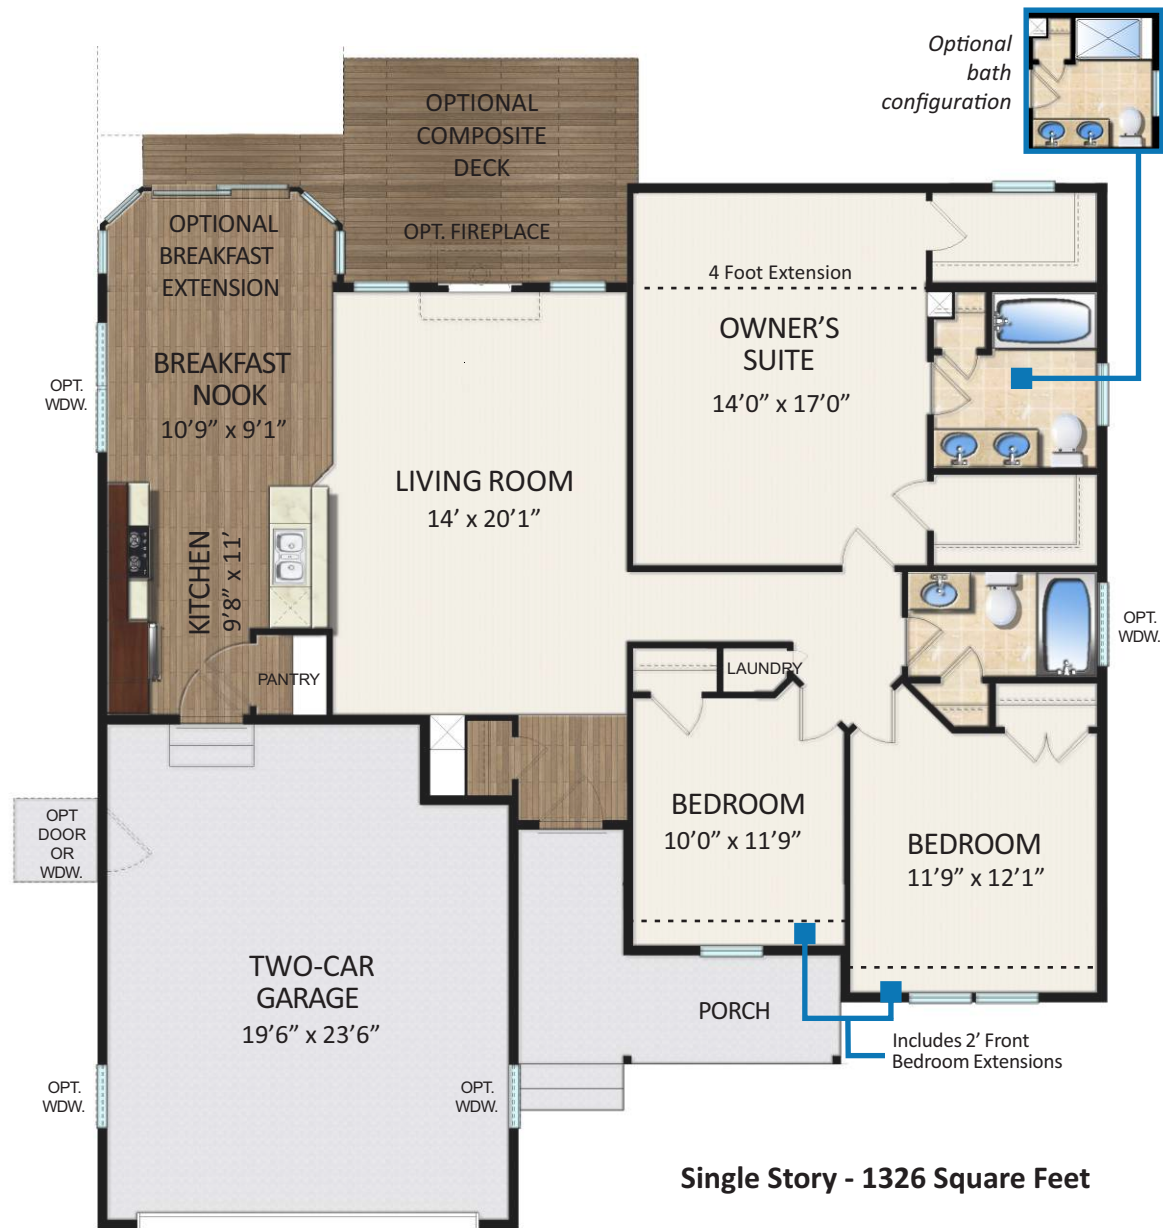 Optional
bath
configuration
OPTIONAL
COMPOSITE
DECK
OPT. FIREPLACE
OPTIONAL
BREAKFAST
EXTENSION
4 Foot Extension
OWNER’S
SUITE
14’0” x 17’0”
BREAKFAST
NOOK
10’9” x 9’1”
OPT.
WDW.
LIVING ROOM
14’ x 20’1”
KITCHEN
9’8” x 11’
OPT.
WDW.
PANTRY
LAUNDRY
BEDROOM
10’0” x 11’9”
BEDROOM
11’9” x 12’1”
OPT
DOOR
OR
WDW.
TWO-CAR
GARAGE
19’6” x 23’6”
PORCH
Includes 2’ Front
Bedroom Extensions
OPT.
WDW.
OPT.
WDW.
Single Story - 1326 Square Feet